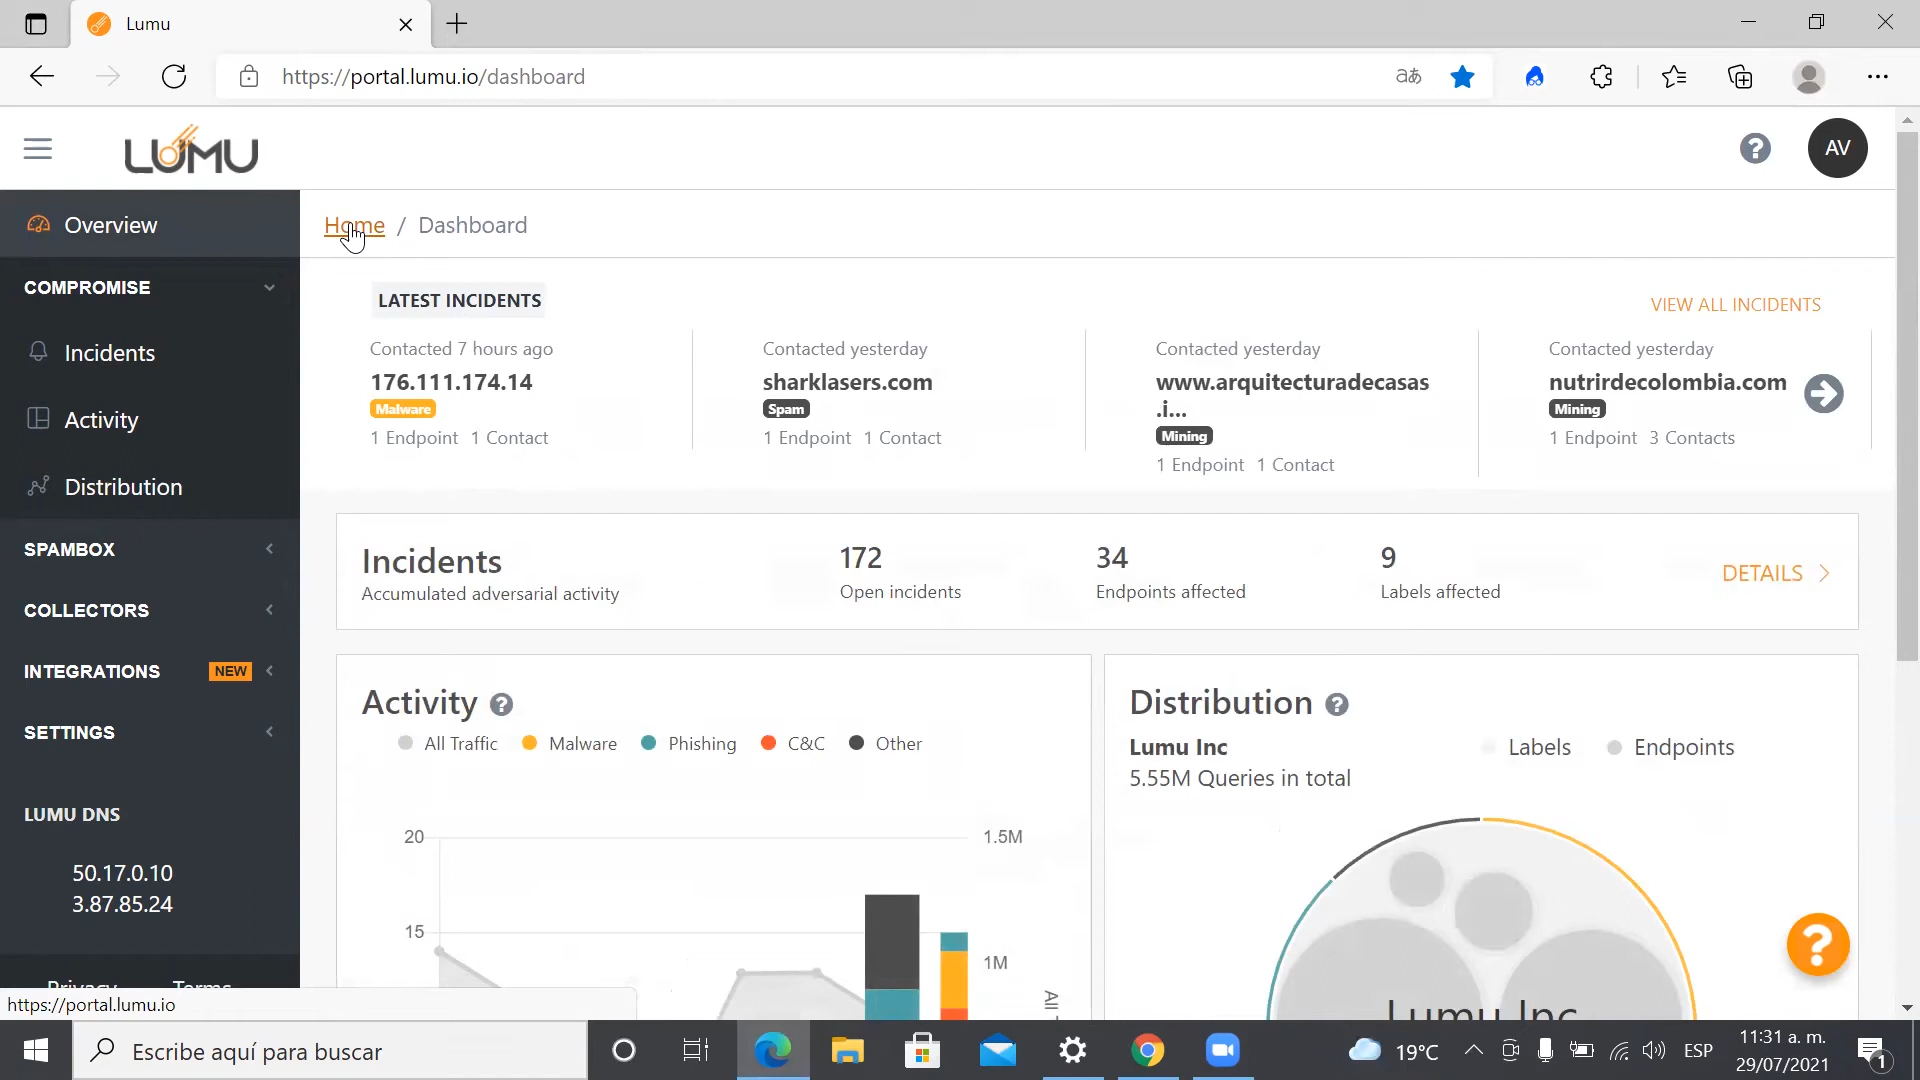 Lumu
https://portal.lumu.io/dashboard
LUMU
AV
Overview
COMPROMISE
Incidents
Activity
Distribution
SPAMBOX
COLLECTORS
INTEGRATIONS NEW
SETTINGS
LUMU DNS
50.17.0.10
3.87.85.24
Privacy Terms
https://portal.lumu.io
Home / Dashboard
LATEST INCIDENTS
VIEW ALL INCIDENTS
Contacted 7 hours ago
176.111.174.14
Malware
1 Endpoint 1 Contact
Contacted yesterday
sharklasers.com
Spam
1 Endpoint 1 Contact
Contacted yesterday
www.arquitecturadecasas
.i...
Mining
1 Endpoint 1 Contact
Contacted yesterday
nutrirdecolombia.com
Mining
1 Endpoint 3 Contacts
Incidents
Accumulated adversarial activity
172
Open incidents
34
Endpoints affected
9
Labels affected
DETAILS
Activity ?
All Traffic Malware Phishing C&C Other
20
15
1.5M
1M
All
Distribution ?
Lumu Inc
5.55M Queries in total
Labels Endpoints
Lumu Inc
?
Escribe aquí para buscar
19°C
ESP
11:31 a. m.
29/07/2021
1